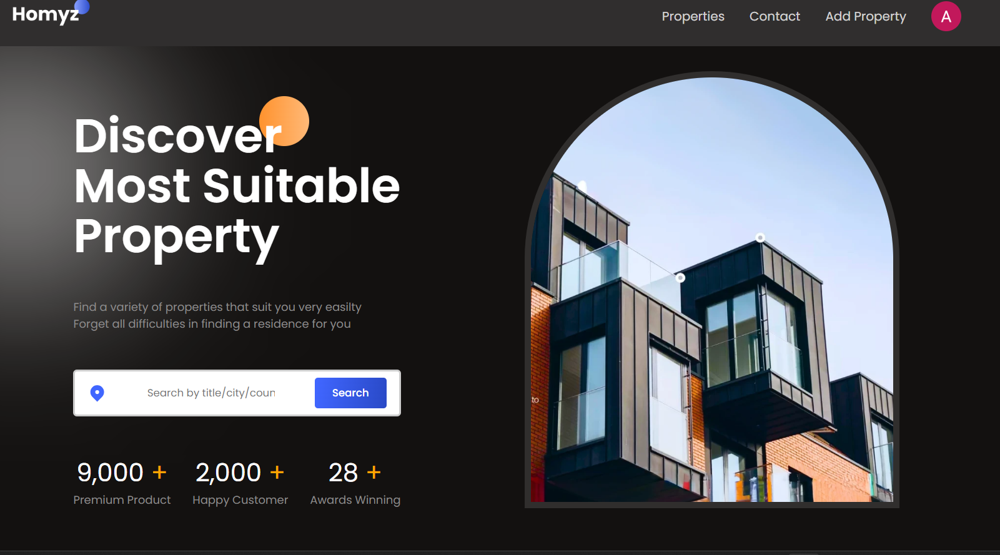 Homyz
Properties
Contact
Add Property
A
Discover
Most Suitable
Property
Find a variety of properties that suit you very easilty
Forget all difficulties in finding a residence for you
Search by title/city/coun
Search
9,000 +
2,000 +
28 +
Premium Product
Happy Customer
Awards Winning
to